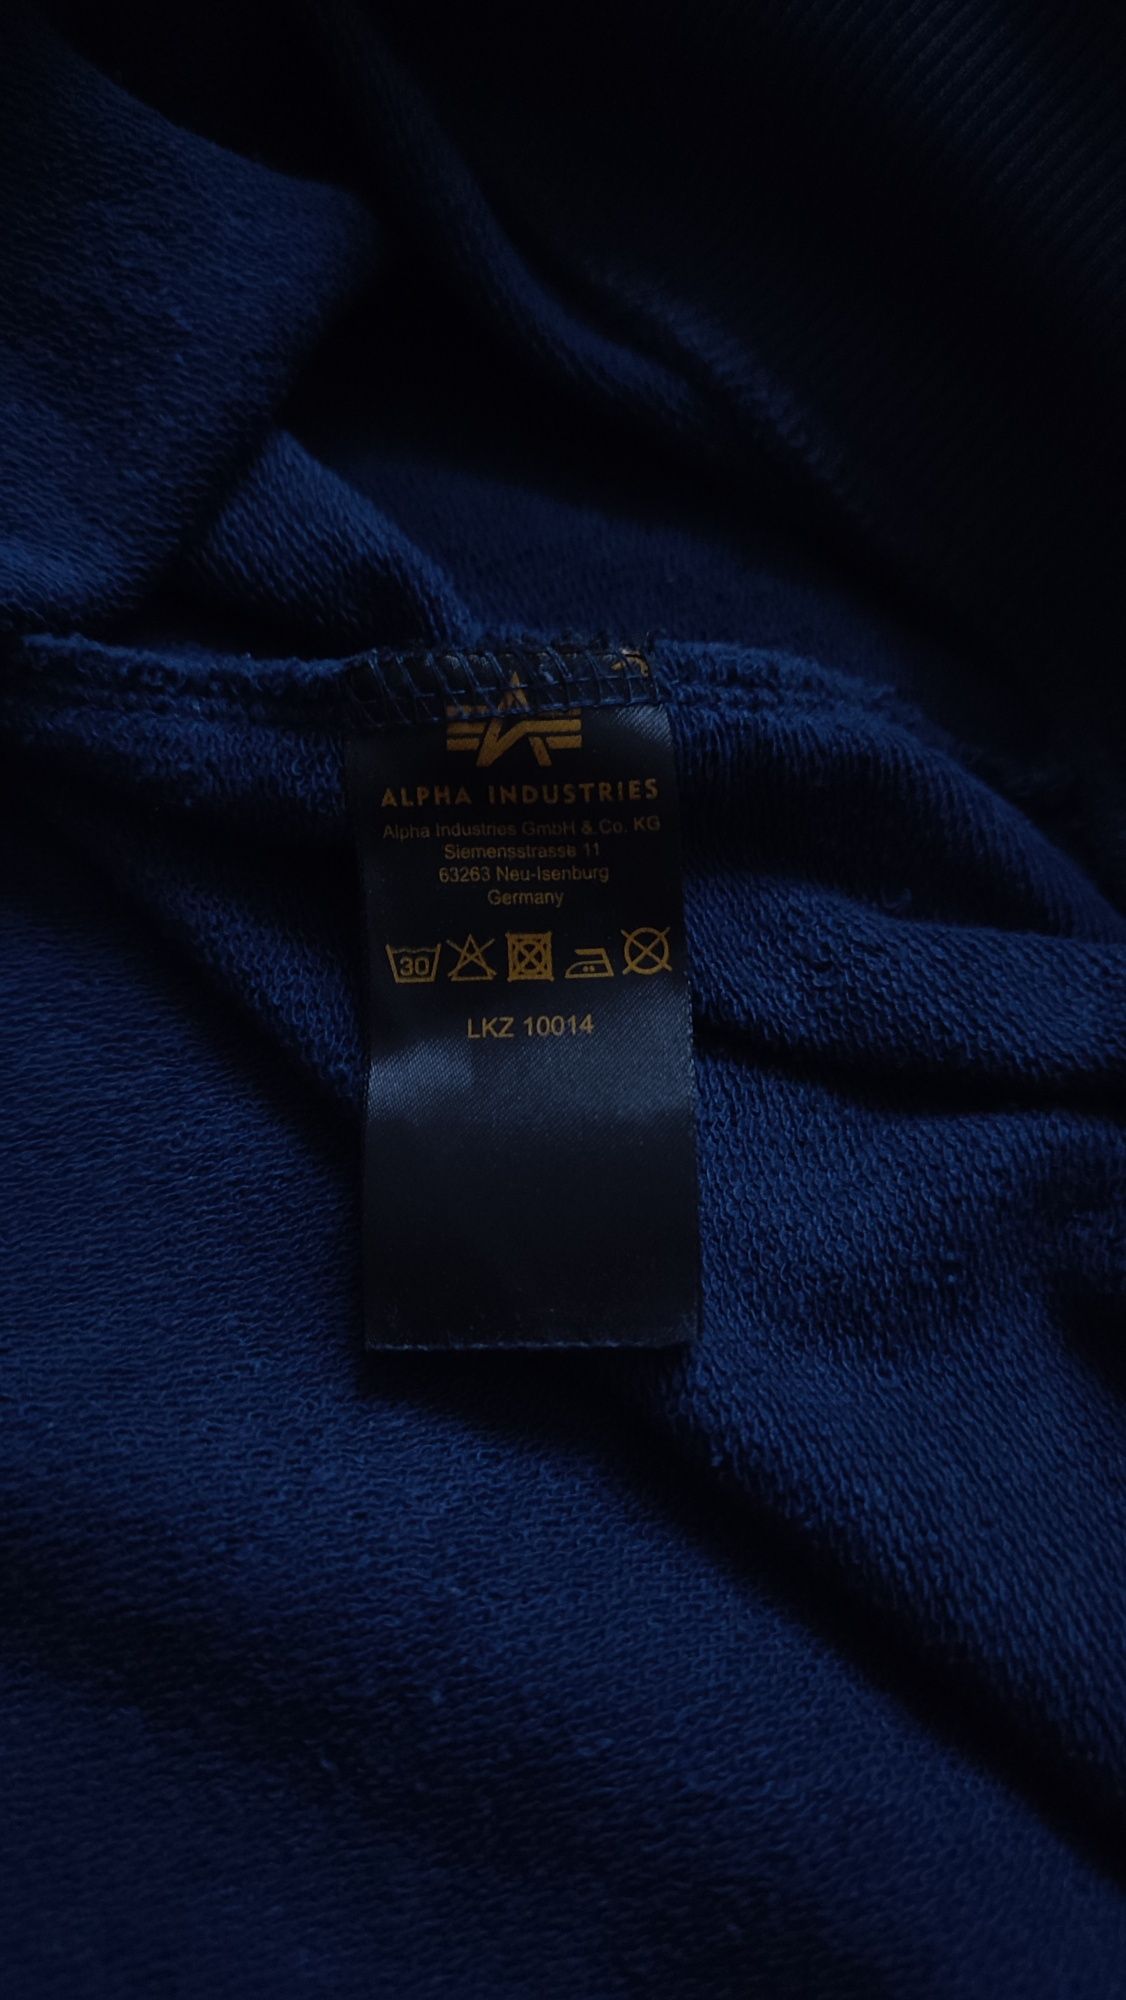 ALPHA INDUSTRIES
Alpha Industries GmbH & Co. KG
Siemensstrasse 11
63263 Neu-Isenburg
Germany
30
LKZ 10014